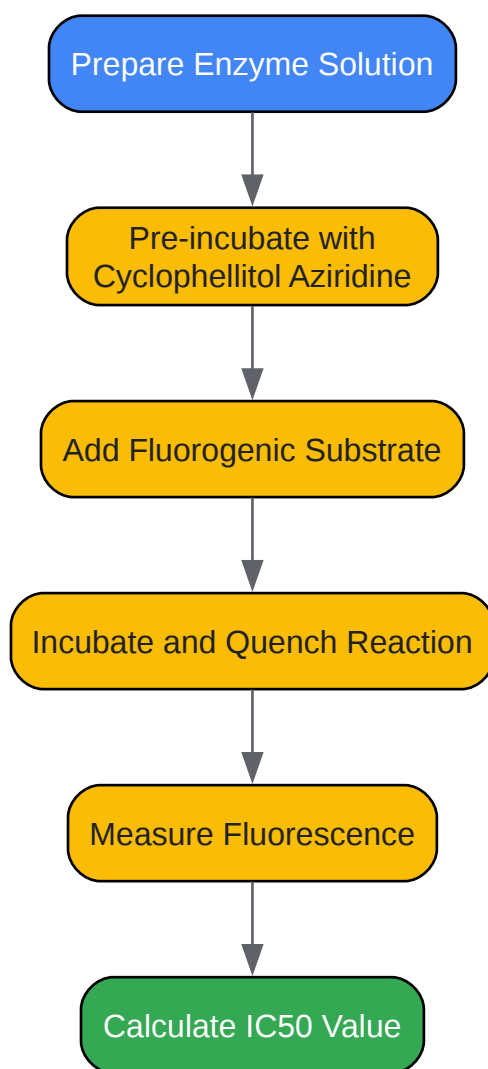 Prepare Enzyme Solution
Pre-incubate with
Cyclophellitol Aziridine
Add Fluorogenic Substrate
Incubate and Quench Reaction
Measure Fluorescence
Calculate IC50 Value